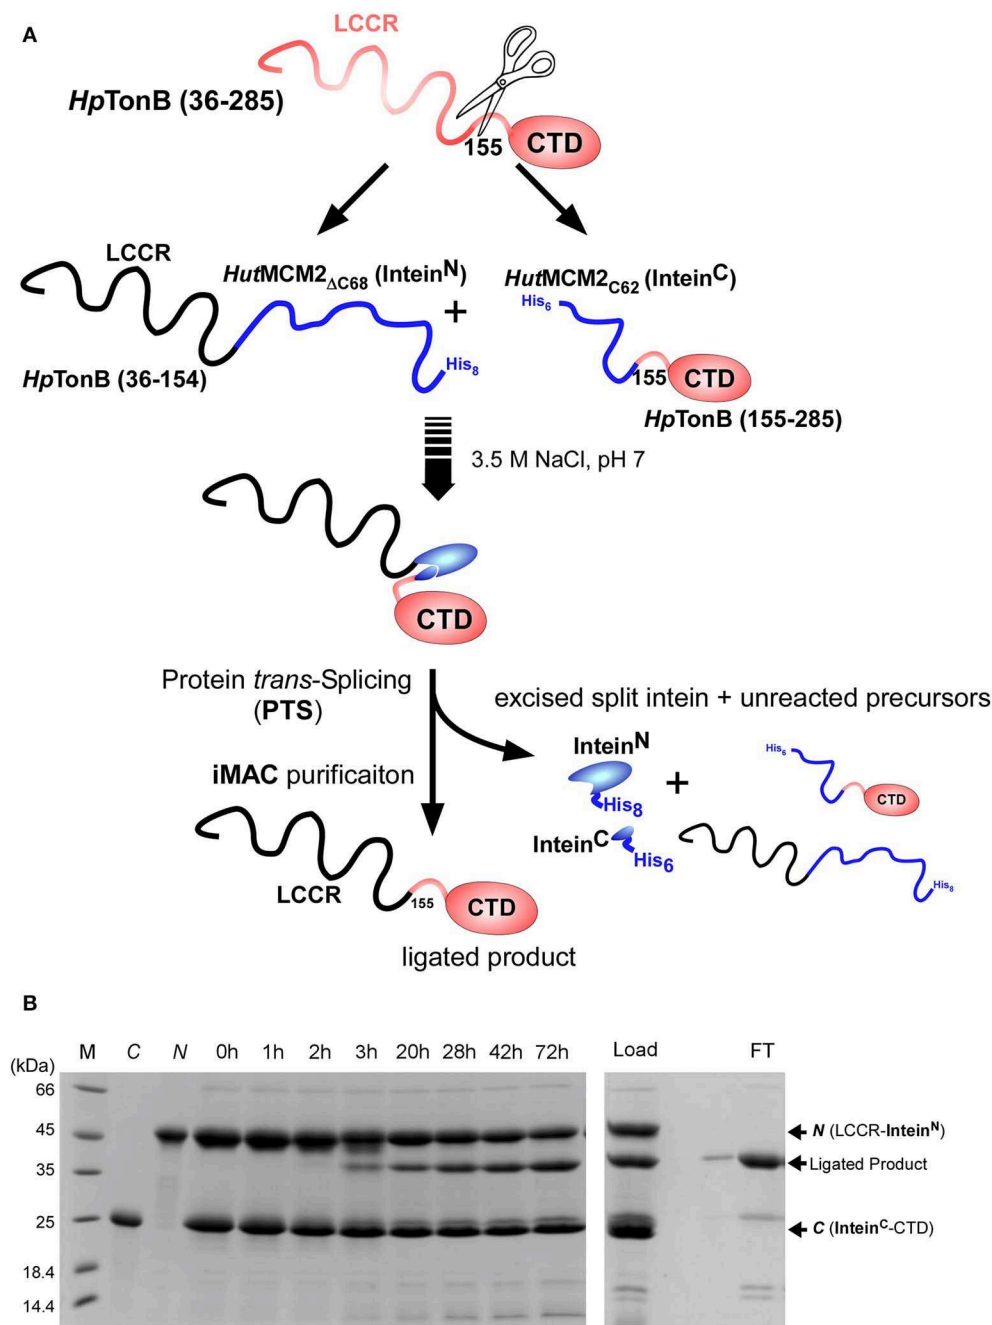 A
LCCR
HpTonB (36-285)
155
CTD
LCCR
HutMCM2ΔC68 (InteinN)
+
HutMCM2C62 (InteinC)
His6
His8
HpTonB (36-154)
155
CTD
HpTonB (155-285)
3.5 M NaCl, pH 7
CTD
Protein trans-Splicing
(PTS)
excised split intein + unreacted precursors
iMAC purificaiton
InteinN
His8
+
InteinC
His6
His6
CTD
His8
LCCR
155
CTD
ligated product
B
(kDa)
M C N 0h 1h 2h 3h 20h 28h 42h 72h Load FT
66
45
35
25
18.4
14.4
N (LCCR-InteinN)
Ligated Product
C (InteinC-CTD)